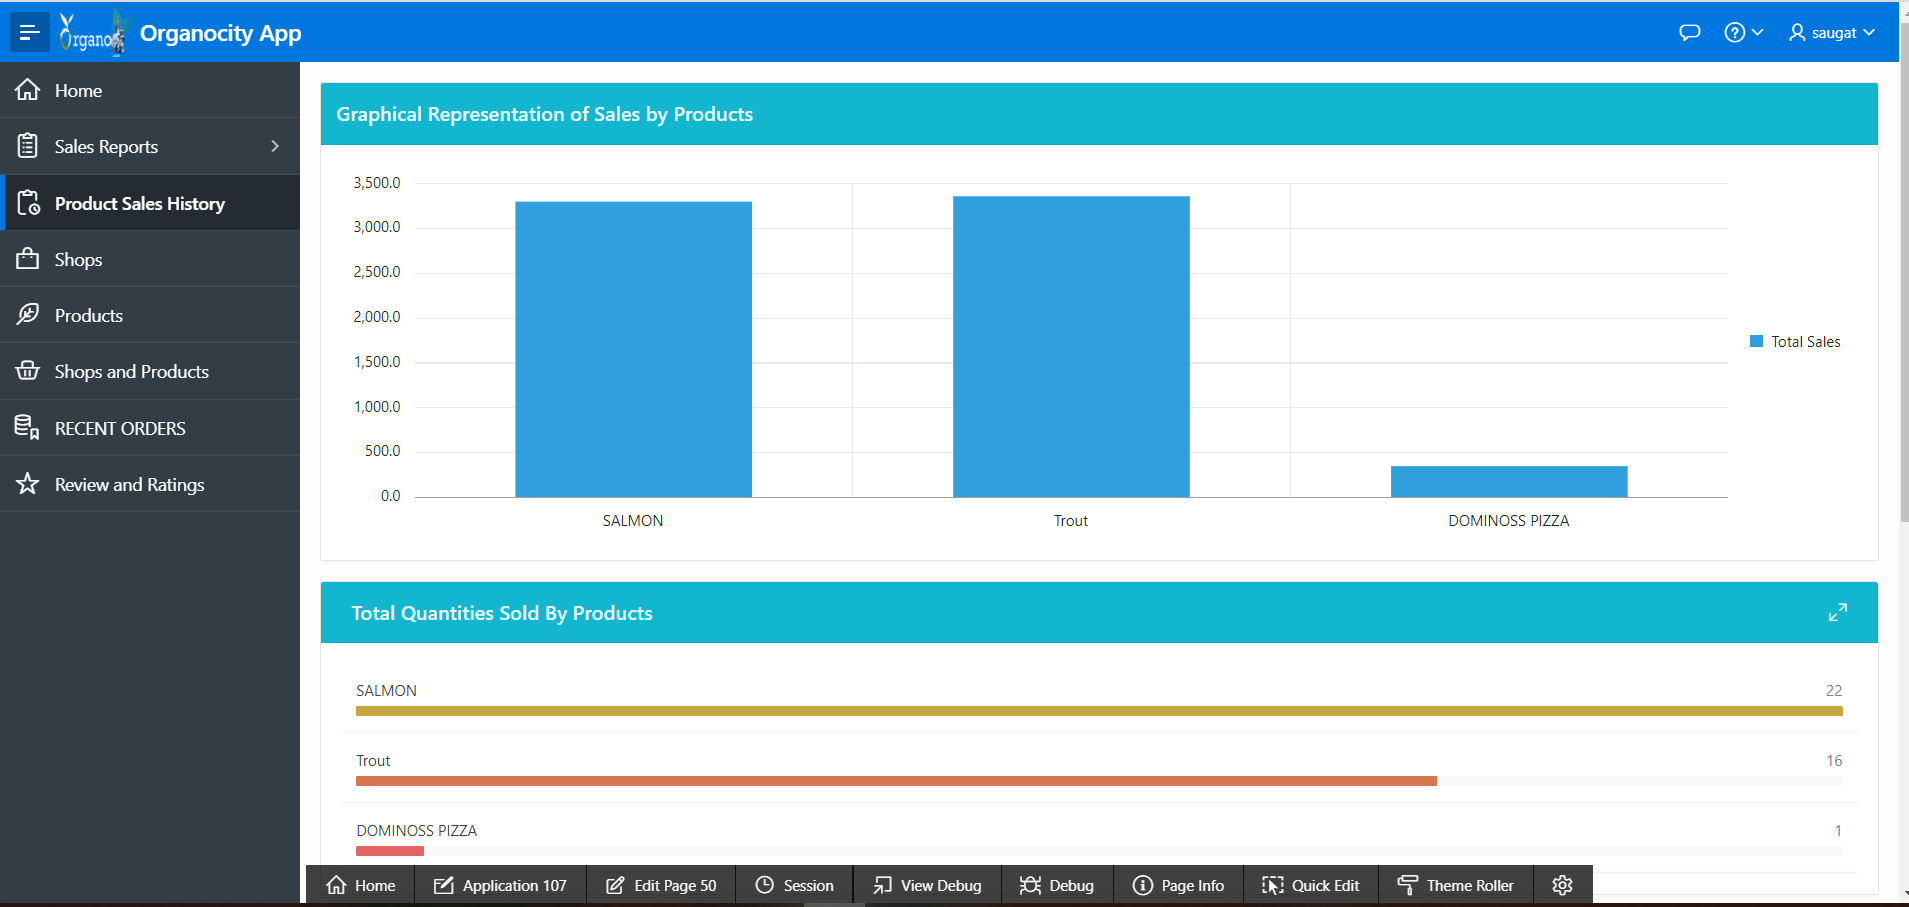 Organo
Organocity App
saugat
Home
Sales Reports
Product Sales History
Shops
Products
Shops and Products
RECENT ORDERS
Review and Ratings
Graphical Representation of Sales by Products
3,500.0
3,000.0
2,500.0
2,000.0
1,500.0
1,000.0
500.0
0.0
SALMON Trout DOMINOSS PIZZA
Total Sales
Total Quantities Sold By Products
SALMON 22
Trout 16
DOMINOSS PIZZA 1
Home Application 107 Edit Page 50 Session View Debug Debug Page Info Quick Edit Theme Roller